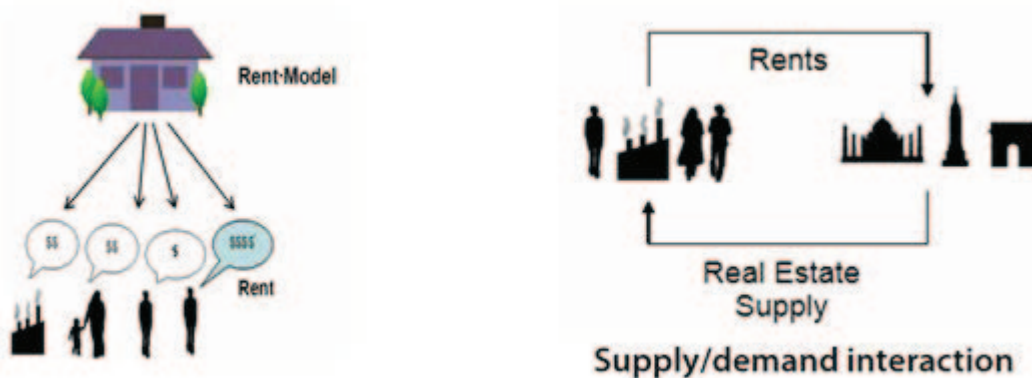 Rent-Model
$$
$$
$
$$$$
Rent
Rents
Real Estate
Supply
Supply/demand interaction